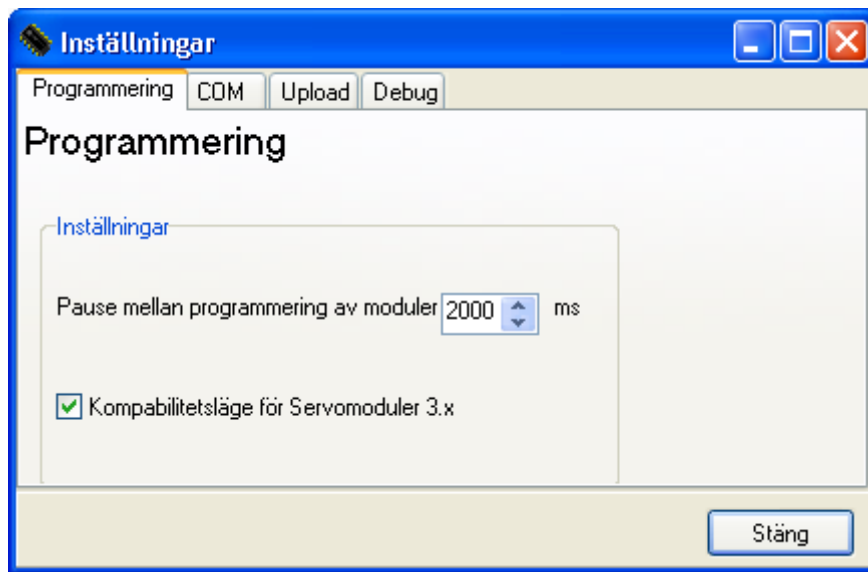 Inställningar
Programmering COM Upload Debug
Programmering
Inställningar
Pause mellan programmering av moduler 2000 ms
Kompabilitetsläge för Servomoduler 3.x
Stäng